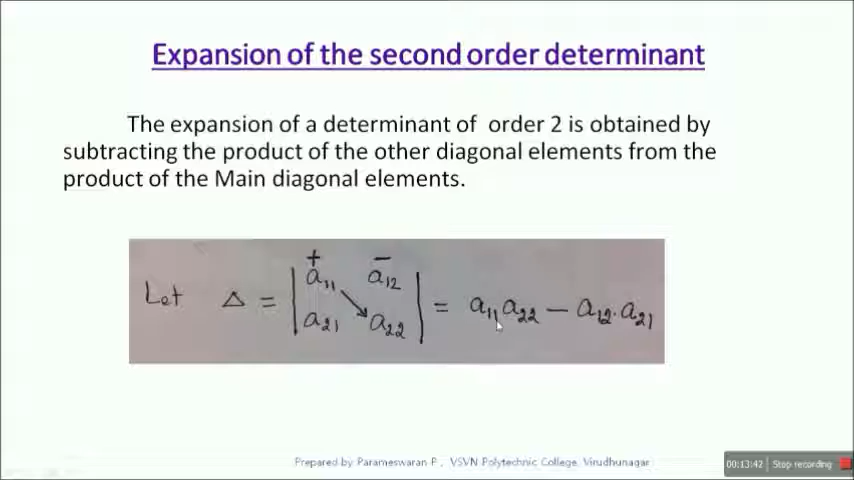 Expansion of the second order determinant
The expansion of a determinant of order 2 is obtained by
subtracting the product of the other diagonal elements from the
product of the Main diagonal elements.
+ −
Let Δ = | a₁₁ a₁₂ | = a₁₁a₂₂ − a₁₂.a₂₁
a₂₁ a₂₂
Prepared by Parameswaran P , VSVN Polytechnic College, Virudhunagar
00:13:42 Stop recording